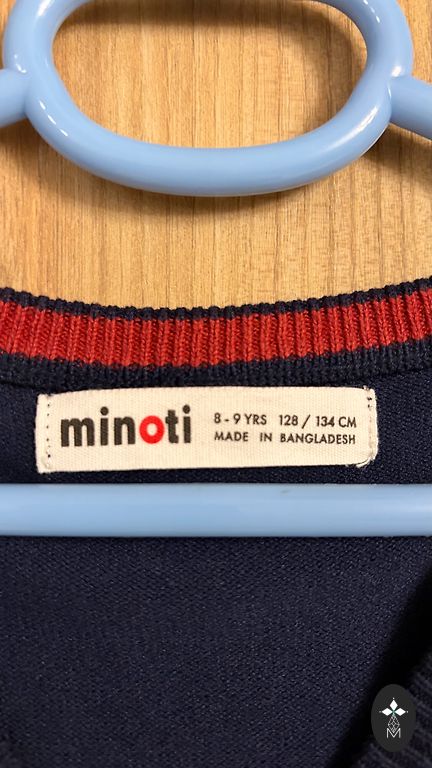 minoti
8 - 9 YRS 128 / 134 CM
MADE IN BANGLADESH
M